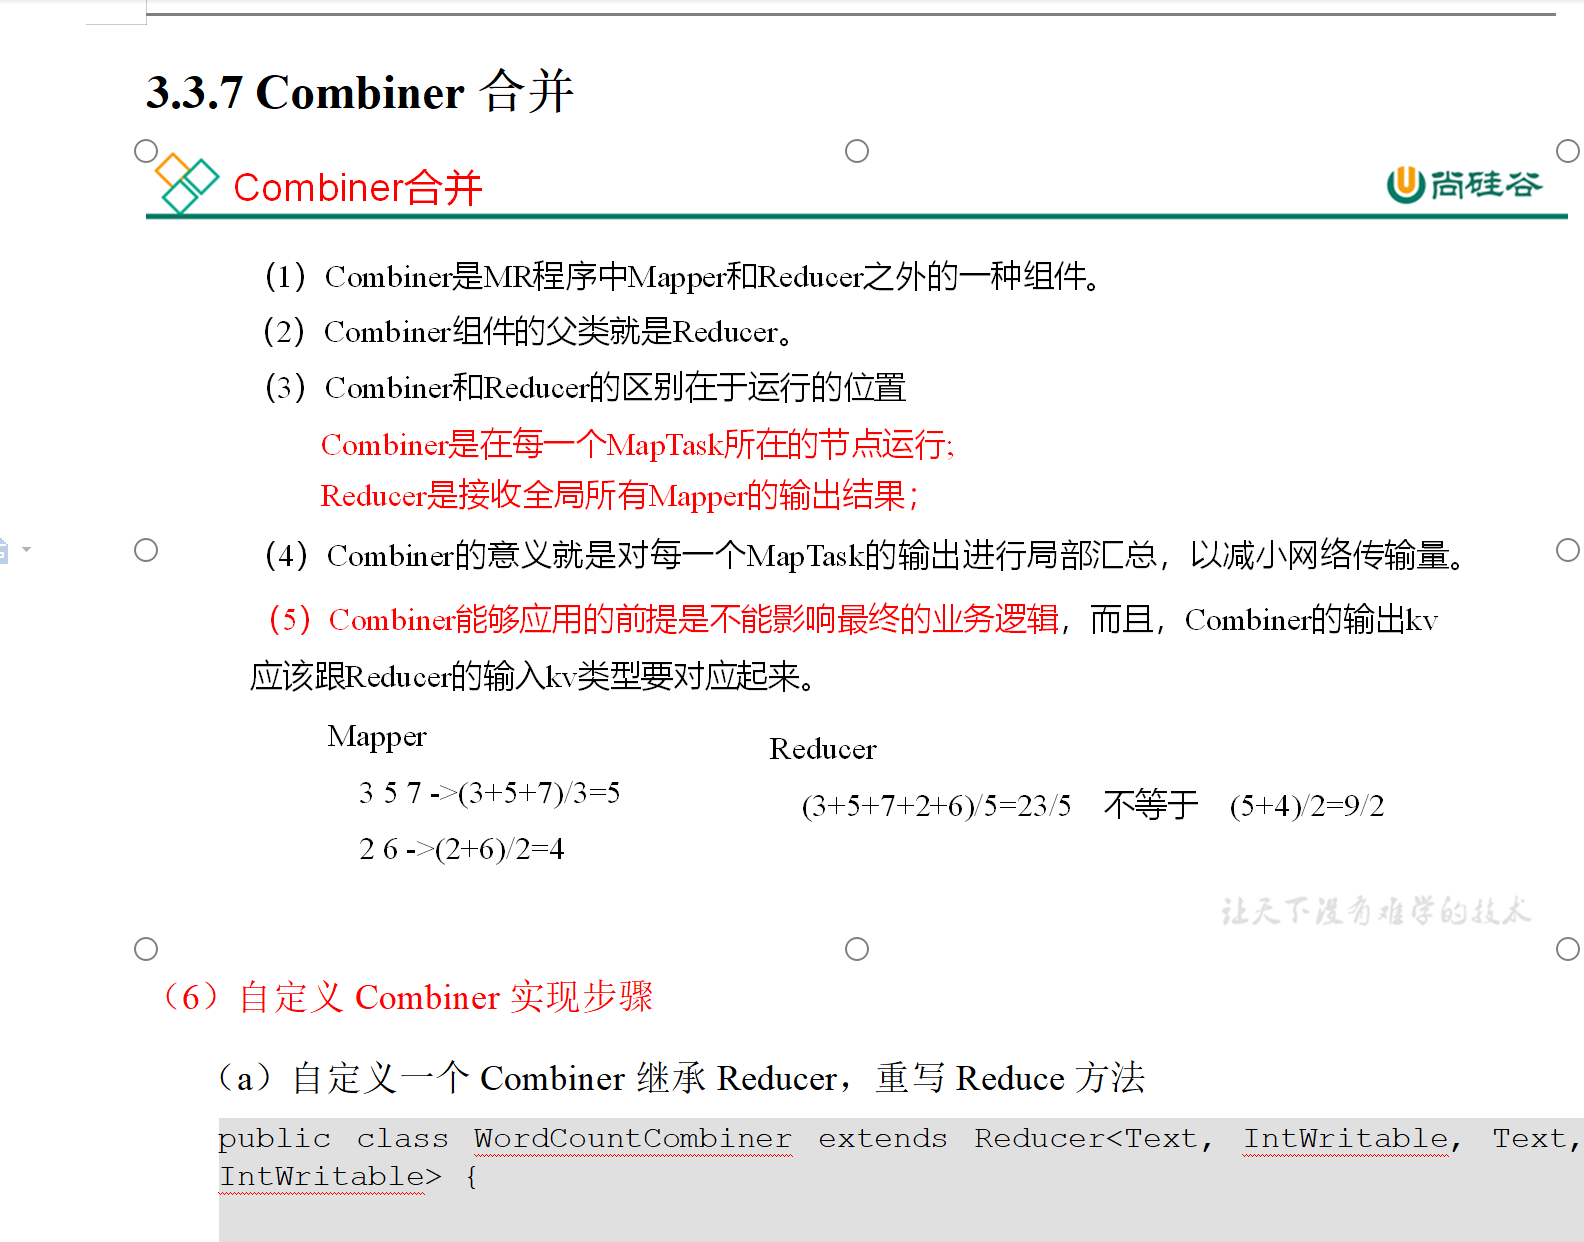 3.3.7 Combiner 合并
Combiner合并
尚硅谷
（1）Combiner是MR程序中Mapper和Reducer之外的一种组件。
（2）Combiner组件的父类就是Reducer。
（3）Combiner和Reducer的区别在于运行的位置
Combiner是在每一个MapTask所在的节点运行;
Reducer是接收全局所有Mapper的输出结果；
（4）Combiner的意义就是对每一个MapTask的输出进行局部汇总，以减小网络传输量。
（5）Combiner能够应用的前提是不能影响最终的业务逻辑，而且，Combiner的输出kv
应该跟Reducer的输入kv类型要对应起来。
Mapper
Reducer
3 5 7 ->(3+5+7)/3=5
(3+5+7+2+6)/5=23/5 不等于 (5+4)/2=9/2
2 6 ->(2+6)/2=4
让天下没有难学的技术
（6）自定义 Combiner 实现步骤
（a）自定义一个 Combiner 继承 Reducer，重写 Reduce 方法
public class WordCountCombiner extends Reducer<Text, IntWritable, Text,
IntWritable> {